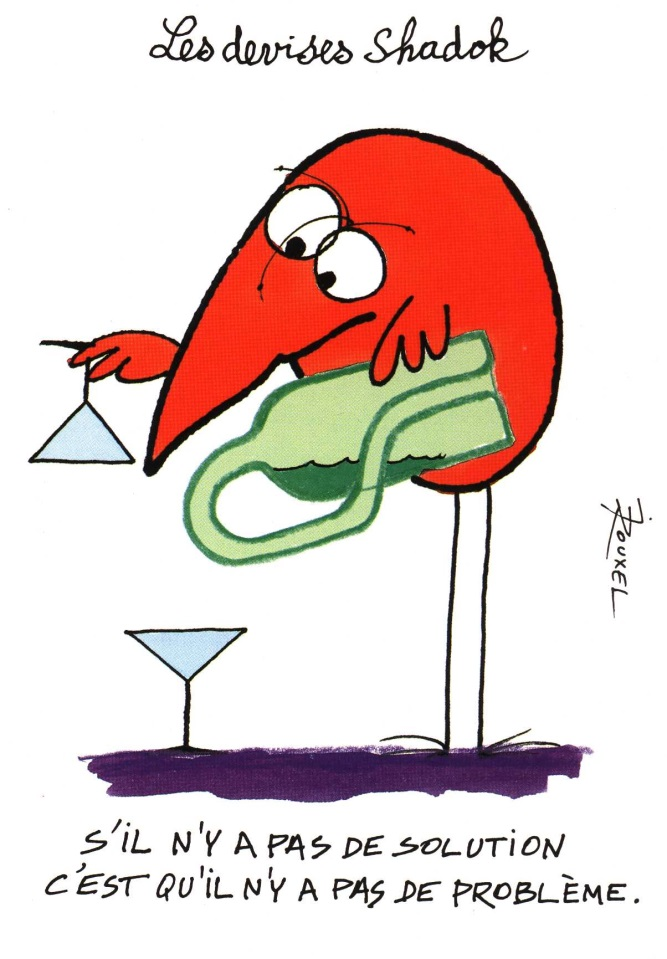 Les devises Shadok
Rouxel
S'iL N'Y A PAS DE SOLUTiON
C'EST QU'iL N'Y A PAS DE PROBLÈME.